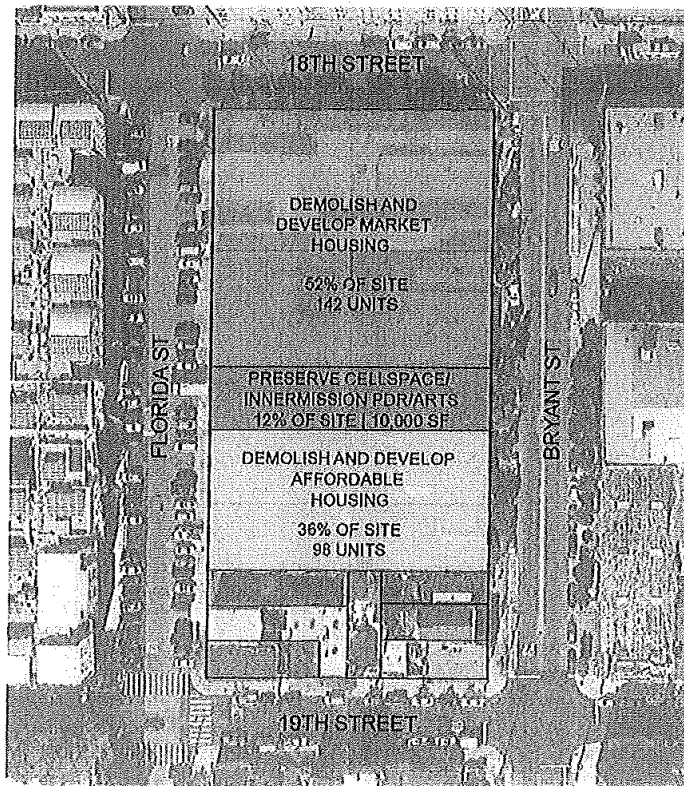 18TH STREET
DEMOLISH AND
DEVELOP MARKET
HOUSING
52% OF SITE
142 UNITS
FLORIDA ST
BRYANT ST
PRESERVE CELLSPACE/
INNERMISSION PDR/ARTS
12% OF SITE | 10,000 SF
DEMOLISH AND DEVELOP
AFFORDABLE
HOUSING
36% OF SITE
98 UNITS
19TH STREET